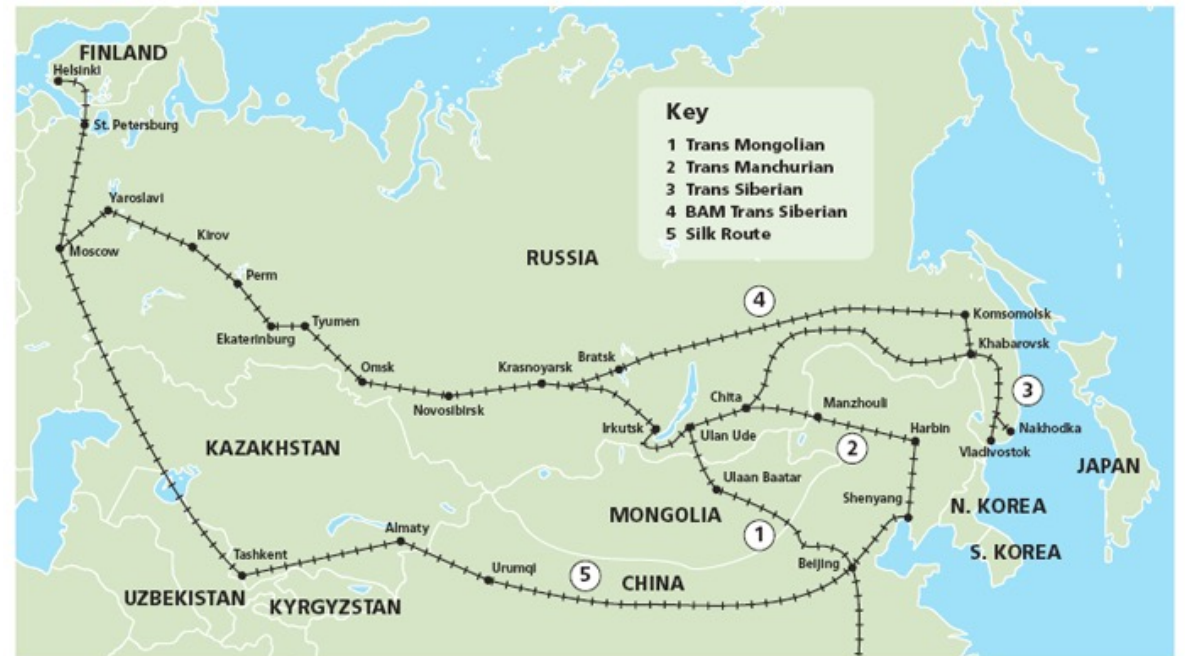 FINLAND
Helsinki
St. Petersburg
Yaroslavi
Kirov
Moscow
Perm
Ekaterinburg
Tyumen
Omsk
Novosibirsk
Krasnoyarsk
Bratsk
RUSSIA
Key
1 Trans Mongolian
2 Trans Manchurian
3 Trans Siberian
4 BAM Trans Siberian
5 Silk Route
4
Komsomolsk
Khabarovsk
3
Nakhodka
Vladivostok
Chita
Manzhouli
Harbin
2
Irkutsk
Ulan Ude
Ulaan Baatar
Shenyang
KAZAKHSTAN
MONGOLIA
1
N. KOREA
S. KOREA
JAPAN
Almaty
Tashkent
Urumqi
5
CHINA
Beijing
UZBEKISTAN
KYRGYZSTAN